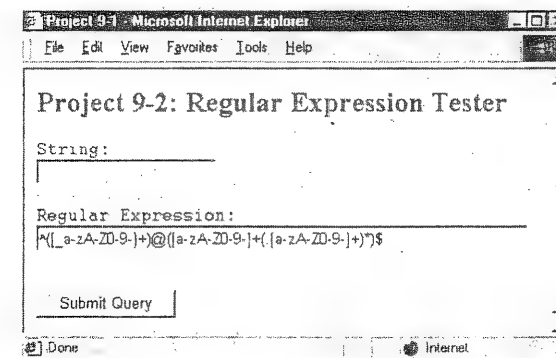 Project 9-1 - Microsoft Internet Explorer
File Edit View Favorites Tools Help
Project 9-2: Regular Expression Tester
String:
Regular Expression:
^([_a-zA-Z0-9-]+)@([a-zA-Z0-9-]+(.[a-zA-Z0-9-]+)*)$
Submit Query
Done
Internet